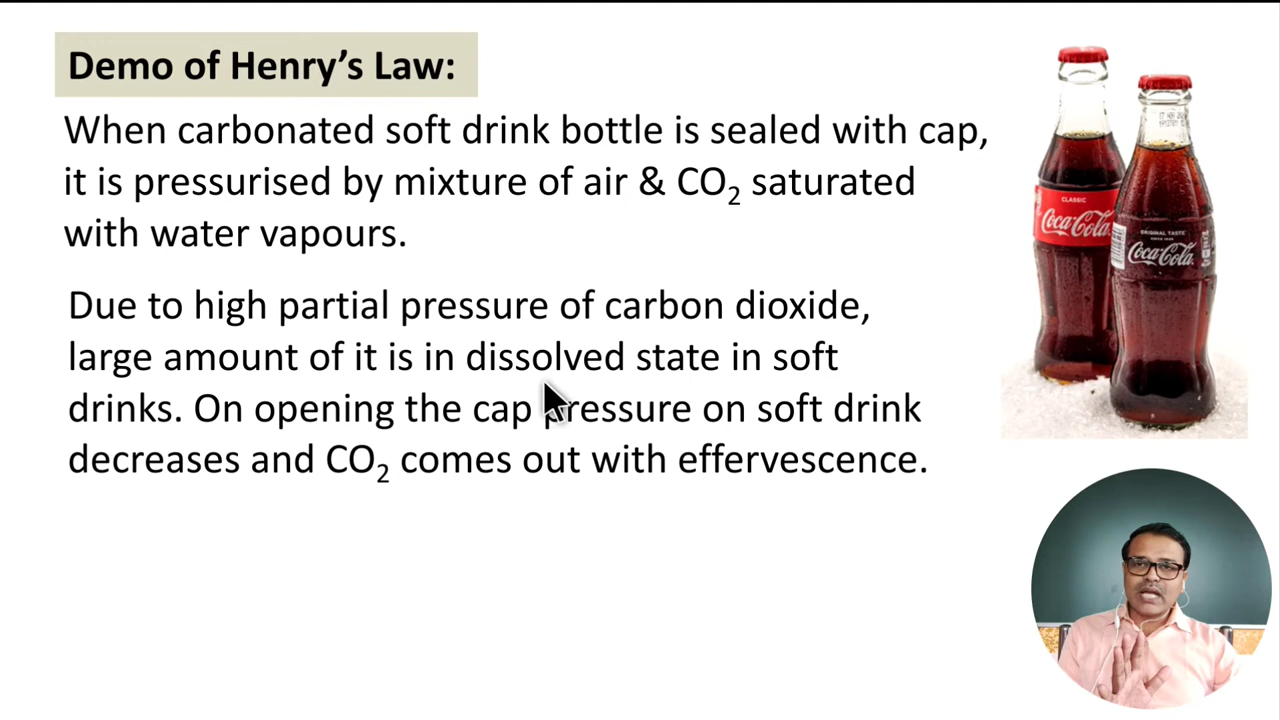 Demo of Henry’s Law:
When carbonated soft drink bottle is sealed with cap,
it is pressurised by mixture of air & CO₂ saturated
with water vapours.
Due to high partial pressure of carbon dioxide,
large amount of it is in dissolved state in soft
drinks. On opening the cap pressure on soft drink
decreases and CO₂ comes out with effervescence.
CLASSIC
Coca-Cola
ORIGINAL TASTE
Coca-Cola